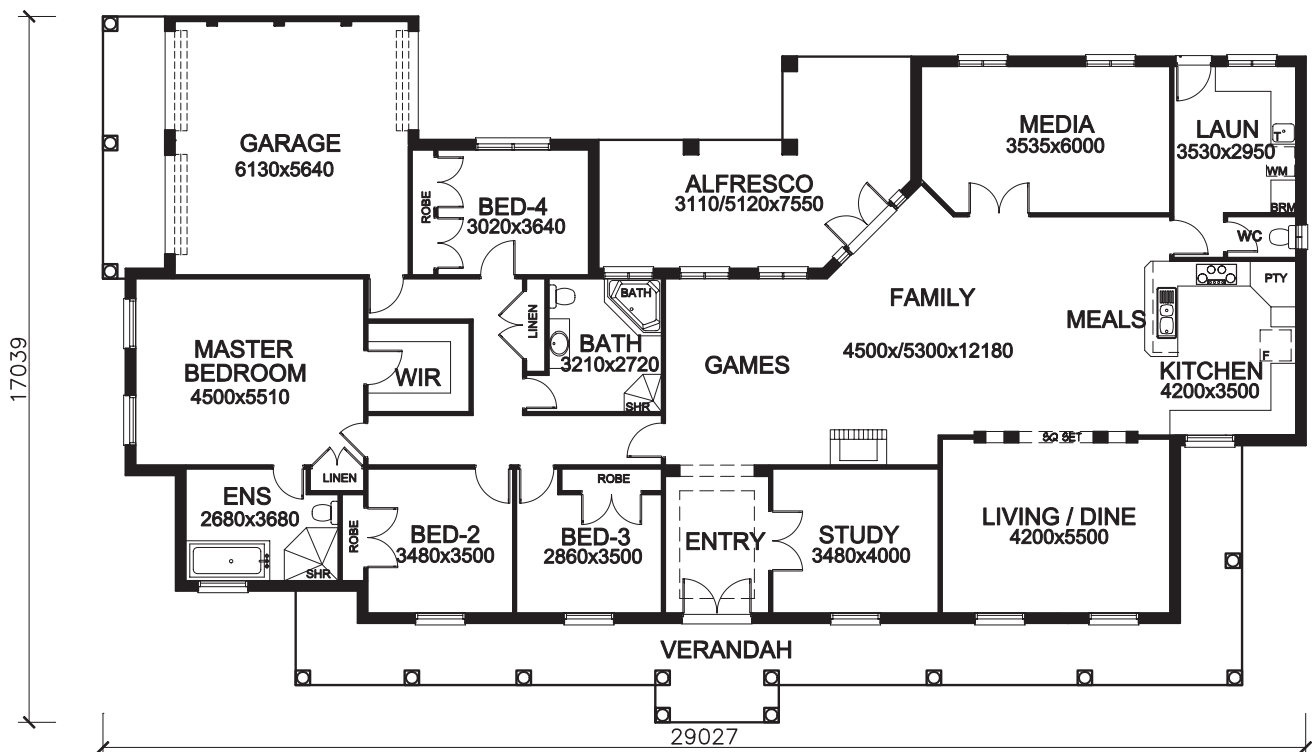 GARAGE
6130x5640
MEDIA
3535x6000
LAUN
3530x2950
T
WM
BRM
WC
ROBE
BED-4
3020x3640
ALFRESCO
3110/5120x7550
FAMILY
4500x/5300x12180
MEALS
GAMES
PTY
F
KITCHEN
4200x3500
MASTER
BEDROOM
4500x5510
WIR
LINEN
BATH
BATH
3210x2720
SHR
SQ SET
17039
LINEN
ENS
2680x3680
SHR
ROBE
BED-2
3480x3500
ROBE
BED-3
2860x3500
ENTRY
STUDY
3480x4000
LIVING / DINE
4200x5500
VERANDAH
29027